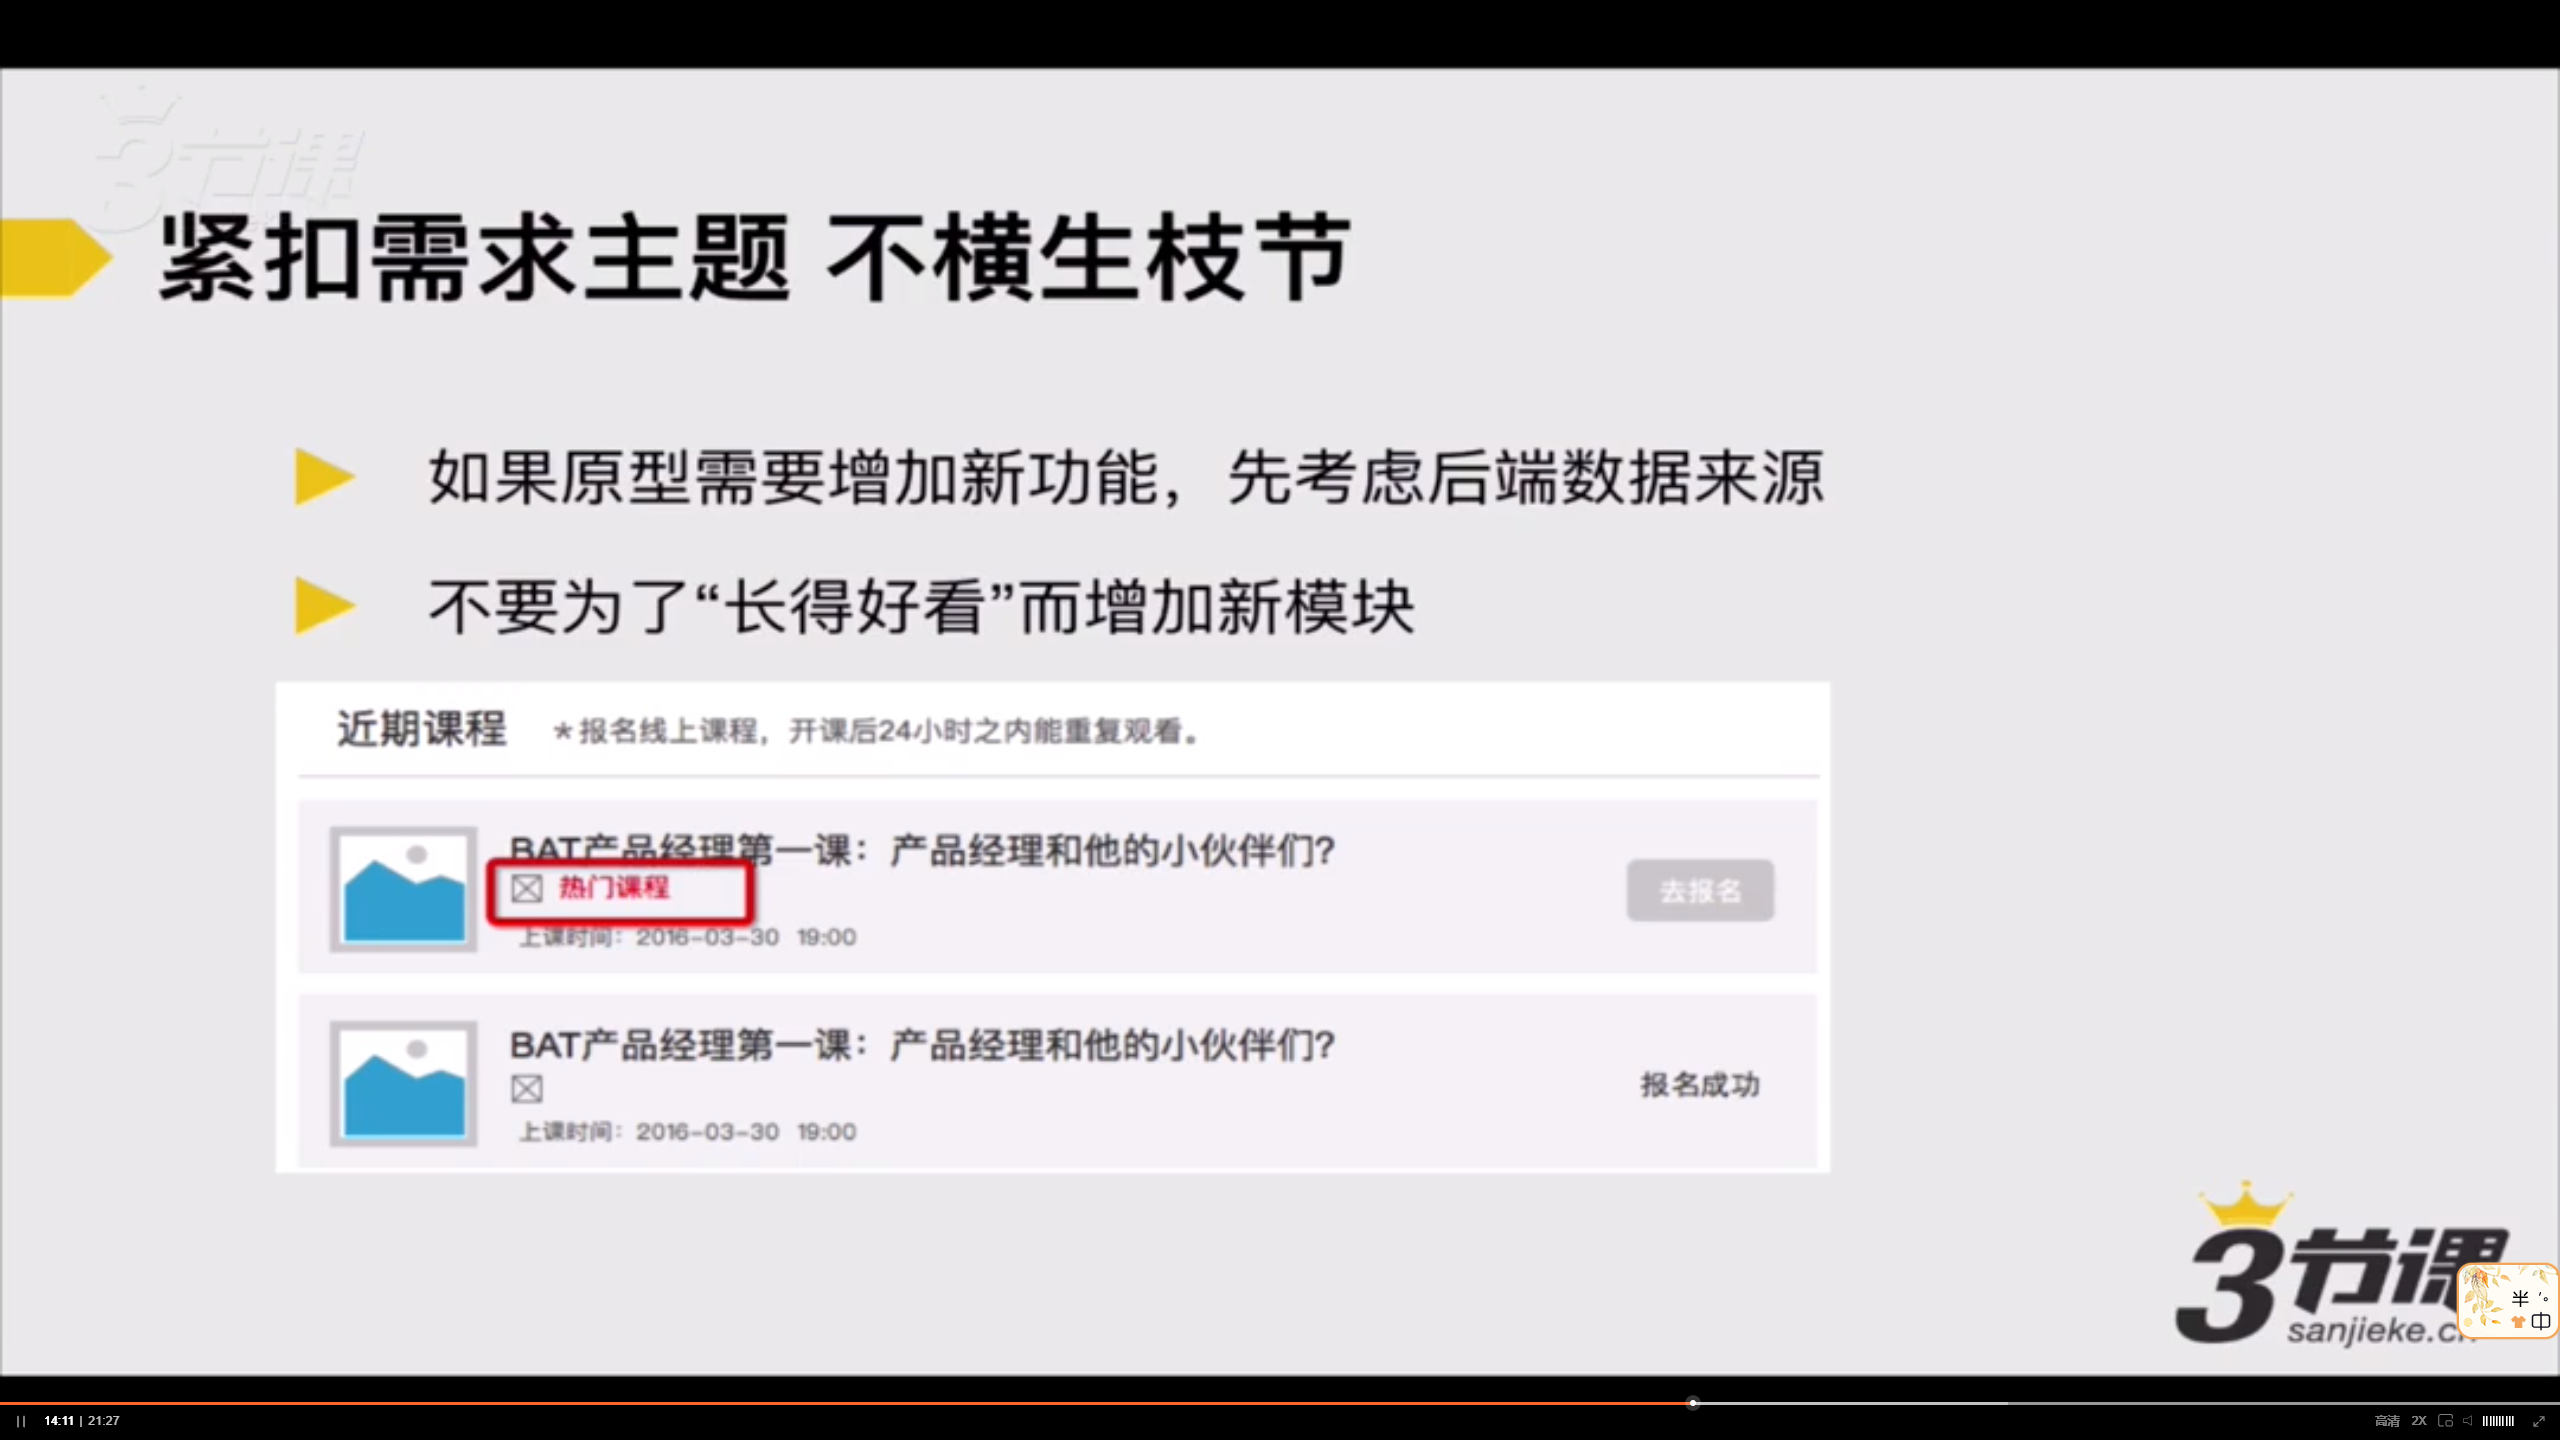 3节课
紧扣需求主题 不横生枝节
如果原型需要增加新功能，先考虑后端数据来源
不要为了“长得好看”而增加新模块
近期课程 *报名线上课程，开课后24小时之内能重复观看。
BAT产品经理第一课：产品经理和他的小伙伴们？
热门课程
去报名
上课时间：2016-03-30 19:00
BAT产品经理第一课：产品经理和他的小伙伴们？
报名成功
上课时间：2016-03-30 19:00
3节课
sanjieke.cn
半 ’。
中
14:11 | 21:27
高清 2X